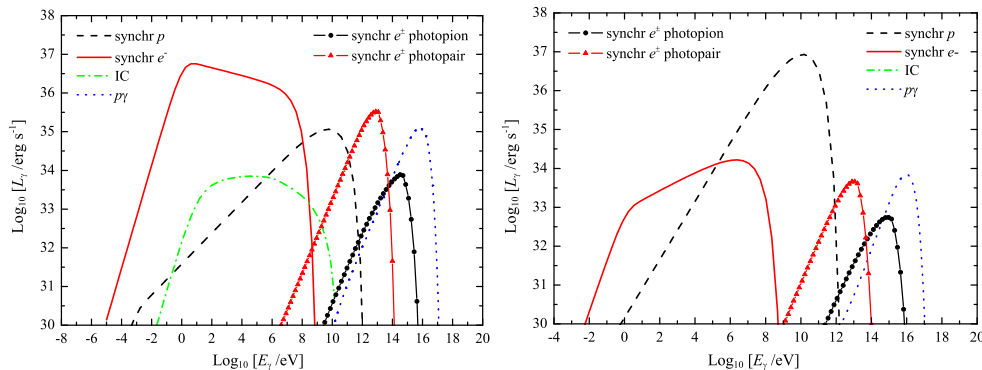 38
37
36
35
34
33
32
31
30
-8 -6 -4 -2 0 2 4 6 8 10 12 14 16 18 20
Log10 [Lγ /erg s⁻¹]
Log10 [Eγ /eV]
synchr p
synchr e⁻
IC
pγ
synchr e± photopion
synchr e± photopair
38
37
36
35
34
33
32
31
30
-4 -2 0 2 4 6 8 10 12 14 16 18 20
Log10 [Lγ /erg s⁻¹]
Log10 [Eγ /eV]
synchr e± photopion
synchr e± photopair
synchr p
synchr e-
IC
pγ